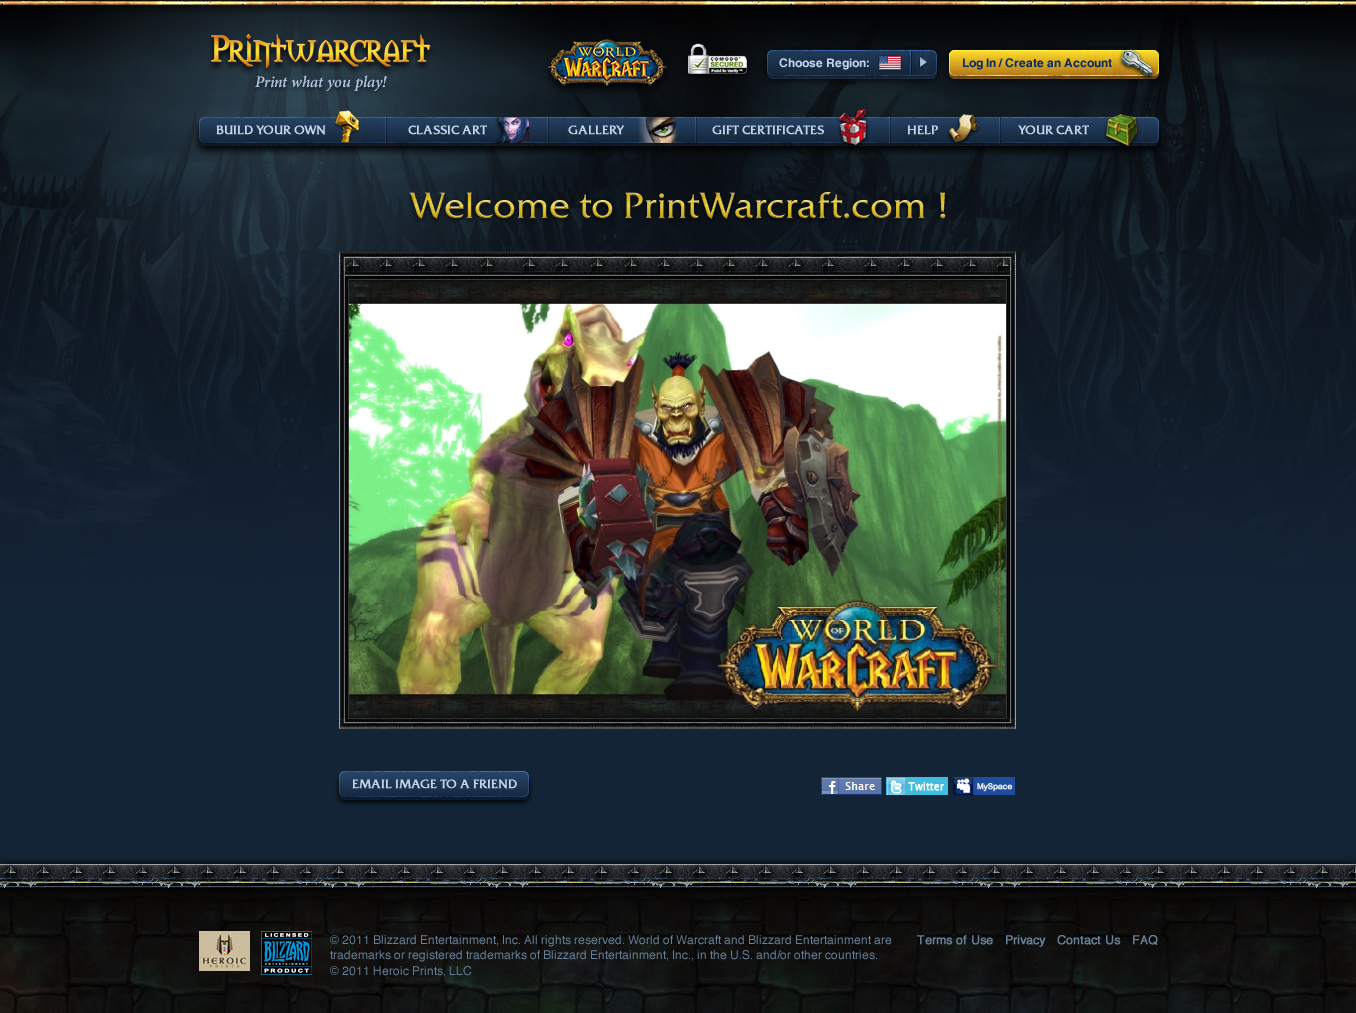 PRINTWARCRAFT
Print what you play!
WORLD
OF
WARCRAFT
COMODO
SECURED
Choose Region:
Log In / Create an Account
BUILD YOUR OWN
CLASSIC ART
GALLERY
GIFT CERTIFICATES
HELP
YOUR CART
Welcome to PrintWarcraft.com !
WORLD
OF
WARCRAFT
EMAIL IMAGE TO A FRIEND
Share
Twitter
MySpace
HEROIC
PRINTS
LICENSED
BLIZZARD
ENTERTAINMENT
PRODUCT
© 2011 Blizzard Entertainment, Inc. All rights reserved. World of Warcraft and Blizzard Entertainment are
trademarks or registered trademarks of Blizzard Entertainment, Inc., in the U.S. and/or other countries.
© 2011 Heroic Prints, LLC
Terms of Use Privacy Contact Us FAQ